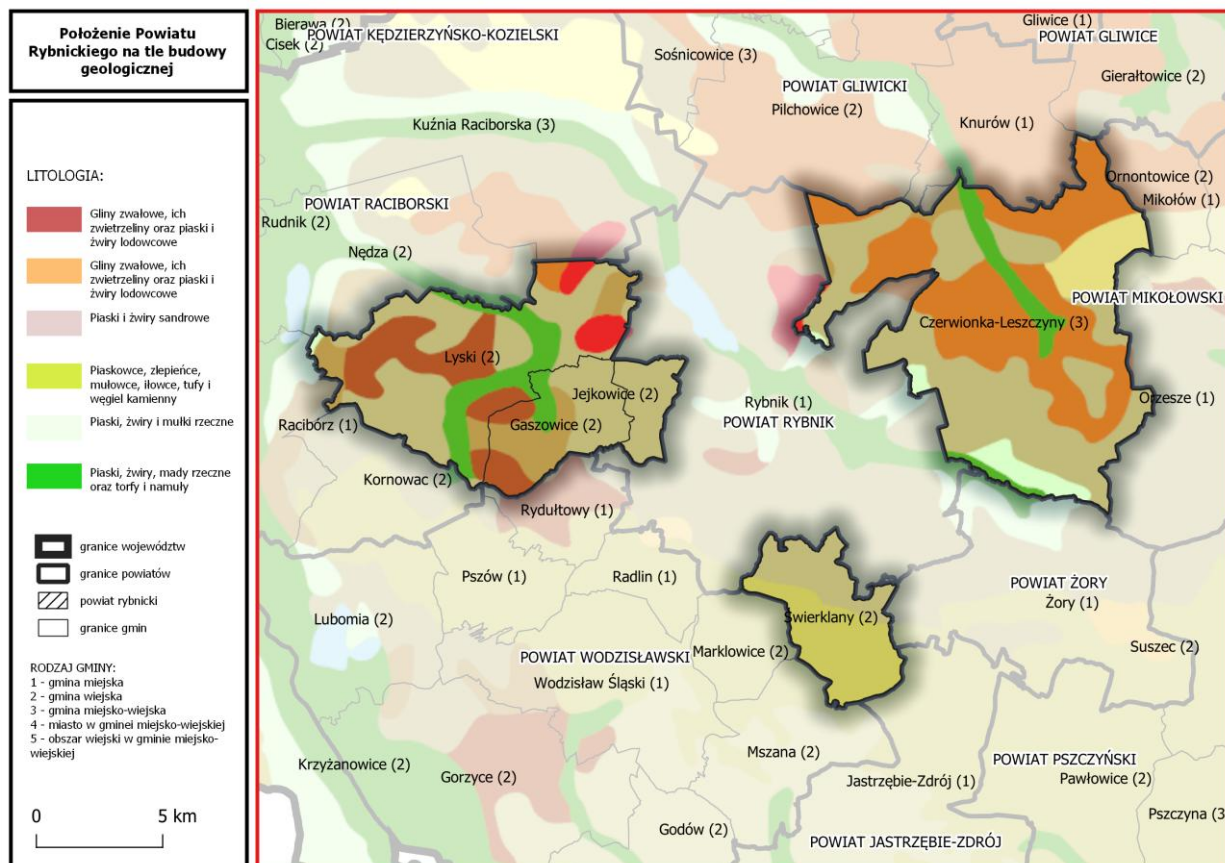 Położenie Powiatu
Rybnickiego na tle budowy
geologicznej
LITOLOGIA:
Gliny zwałowe, ich
zwietrzeliny oraz piaski i
żwiry lodowcowe
Gliny zwałowe, ich
zwietrzeliny oraz piaski i
żwiry lodowcowe
Piaski i żwiry sandrowe
Piaskowce, zlepieńce,
mułowce, iłowce, tufy i
węgiel kamienny
Piaski, żwiry i mułki rzeczne
Piaski, żwiry, mady rzeczne
oraz torfy i namuły
granice województw
granice powiatów
powiat rybnicki
granice gmin
RODZAJ GMINY:
1 - gmina miejska
2 - gmina wiejska
3 - gmina miejsko-wiejska
4 - miasto w gminei miejsko-wiejskiej
5 - obszar wiejski w gminie miejsko-
wiejskiej
0 5 km
Bierawa (2)
Cisek (2)
POWIAT KĘDZIERZYŃSKO-KOZIELSKI
Gliwice (1)
POWIAT GLIWICE
Sośnicowice (3)
Gierałtowice (2)
POWIAT GLIWICKI
Pilchowice (2)
Kuźnia Raciborska (3)
Knurów (1)
Ornontowice (2)
Mikołów (1)
POWIAT RACIBORSKI
Rudnik (2)
Nędza (2)
POWIAT MIKOŁOWSKI
Czerwionka-Leszczyny (3)
Lyski (2)
Jejkowice (2)
Orzesze (1)
Rybnik (1)
POWIAT RYBNIK
Racibórz (1)
Gaszowice (2)
Kornowac (2)
Rydułtowy (1)
Pszów (1)
Radlin (1)
POWIAT ŻORY
Żory (1)
Lubomia (2)
Świerklany (2)
Suszec (2)
POWIAT WODZISŁAWSKI
Marklowice (2)
Wodzisław Śląski (1)
Krzyżanowice (2)
Gorzyce (2)
Mszana (2)
Jastrzębie-Zdrój (1)
POWIAT PSZCZYŃSKI
Pawłowice (2)
Pszczyna (3
Godów (2)
POWIAT JASTRZĘBIE-ZDRÓJ